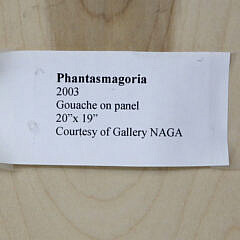 Phantasmagoria
2003
Gouache on panel
20”x 19”
Courtesy of Gallery NAGA